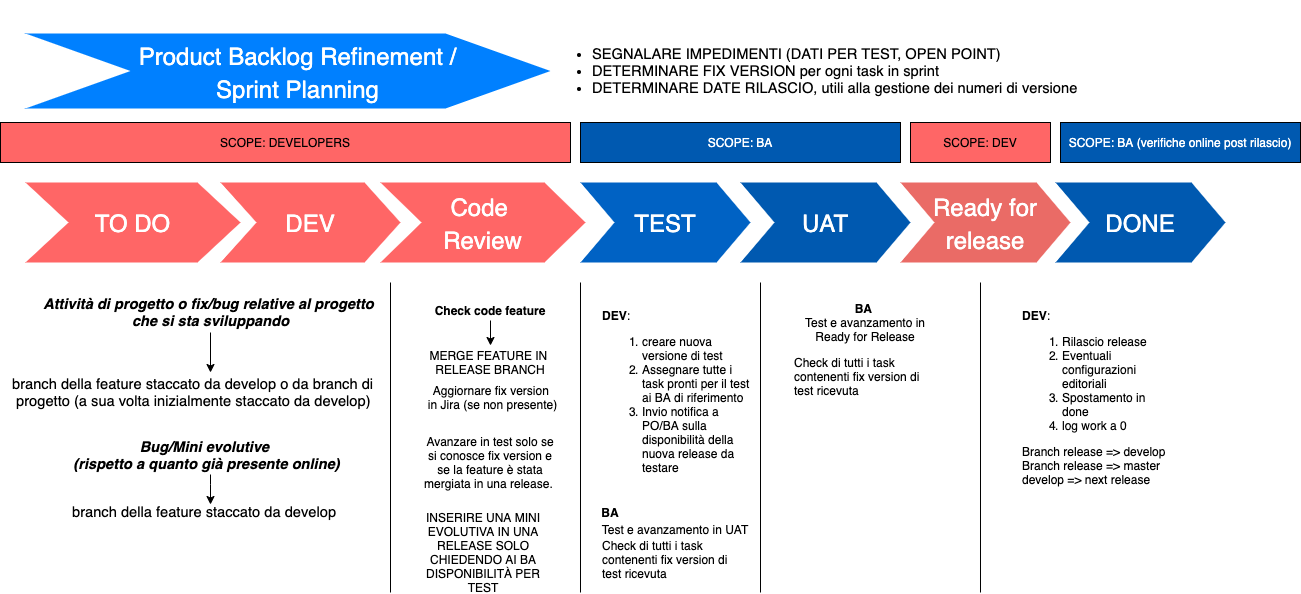 Product Backlog Refinement /
Sprint Planning
• SEGNALARE IMPEDIMENTI (DATI PER TEST, OPEN POINT)
• DETERMINARE FIX VERSION per ogni task in sprint
• DETERMINARE DATE RILASCIO, utili alla gestione dei numeri di versione
SCOPE: DEVELOPERS
SCOPE: BA
SCOPE: DEV
SCOPE: BA (verifiche online post rilascio)
TO DO
DEV
Code
Review
TEST
UAT
Ready for
release
DONE
Attività di progetto o fix/bug relative al progetto
che si sta sviluppando
branch della feature staccato da develop o da branch di
progetto (a sua volta inizialmente staccato da develop)
Bug/Mini evolutive
(rispetto a quanto già presente online)
branch della feature staccato da develop
Check code feature
MERGE FEATURE IN
RELEASE BRANCH
Aggiornare fix version
in Jira (se non presente)
Avanzare in test solo se
si conosce fix version e
se la feature è stata
mergiata in una release.
INSERIRE UNA MINI
EVOLUTIVA IN UNA
RELEASE SOLO
CHIEDENDO AI BA
DISPONIBILITÀ PER
TEST
DEV:
1. creare nuova
versione di test
2. Assegnare tutte i
task pronti per il test
ai BA di riferimento
3. Invio notifica a
PO/BA sulla
disponibilità della
nuova release da
testare
BA
Test e avanzamento in UAT
Check di tutti i task
contenenti fix version di
test ricevuta
BA
Test e avanzamento in
Ready for Release
Check di tutti i task
contenenti fix version di
test ricevuta
DEV:
1. Rilascio release
2. Eventuali
configurazioni
editoriali
3. Spostamento in
done
4. log work a 0
Branch release => develop
Branch release => master
develop => next release